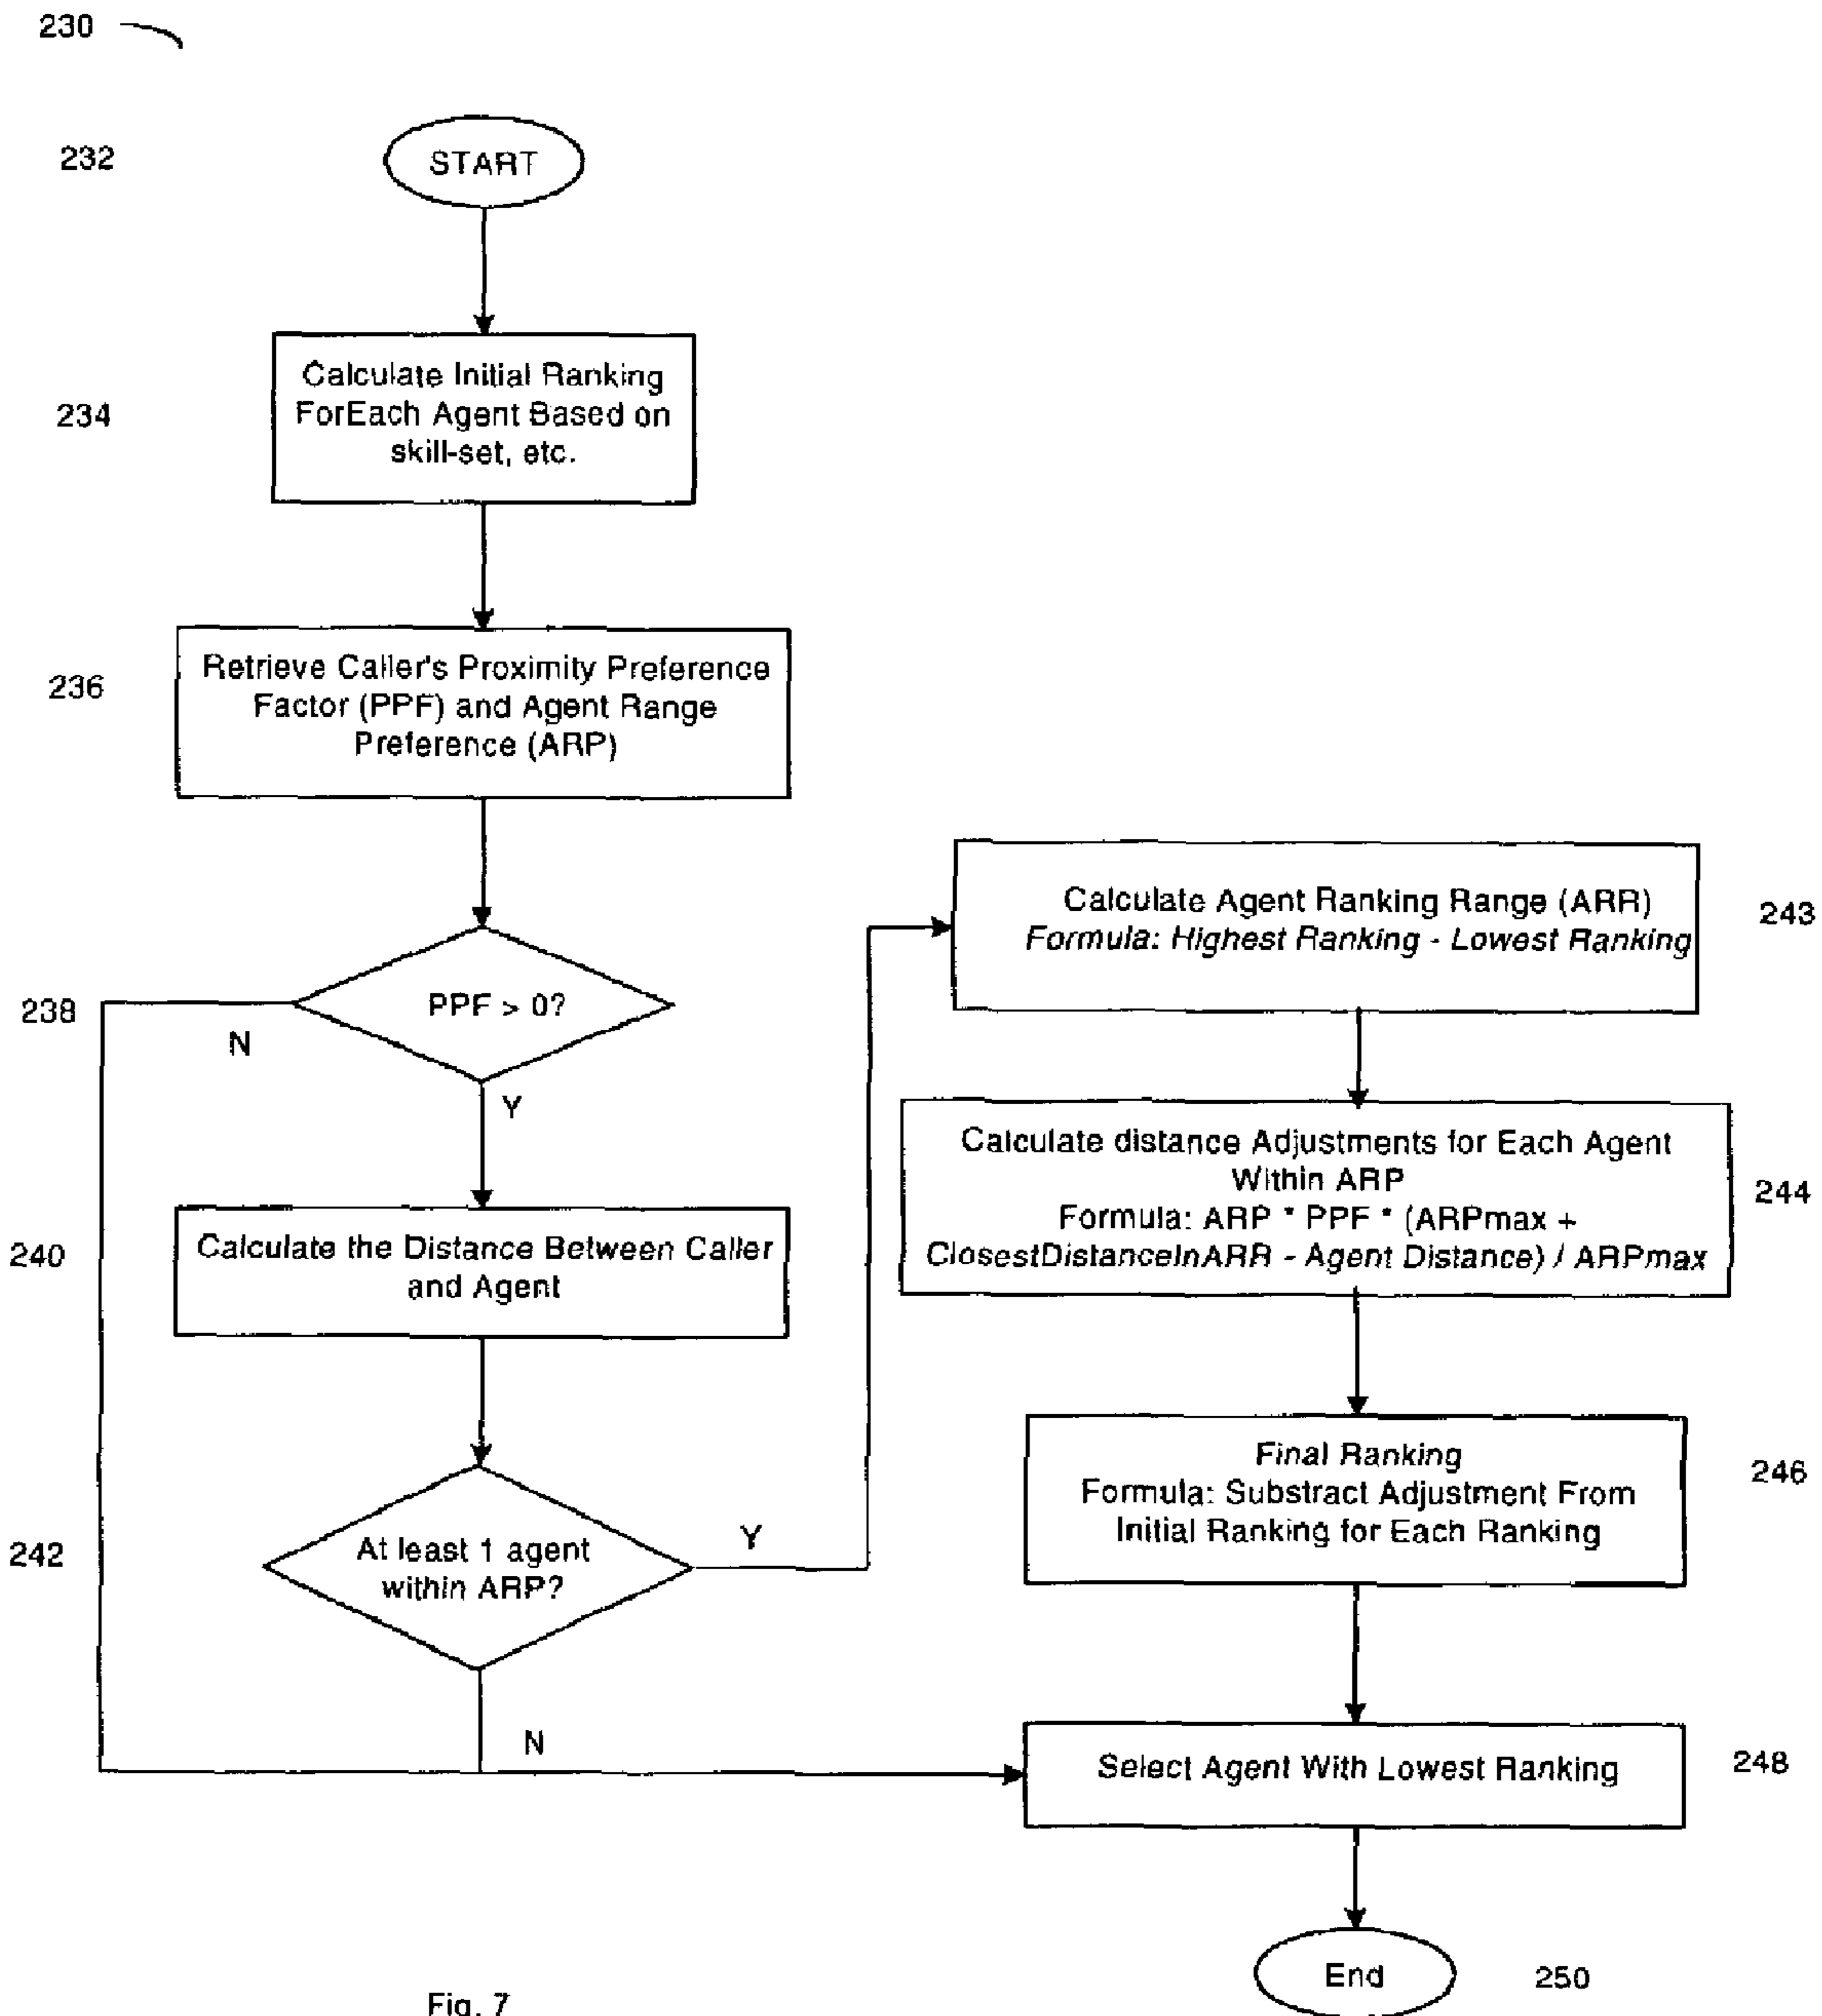 230
232
START
234
Calculate Initial Ranking
ForEach Agent Based on
skill-set, etc.
236
Retrieve Caller's Proximity Preference
Factor (PPF) and Agent Range
Preference (ARP)
238
PPF > 0?
N
Y
240
Calculate the Distance Between Caller
and Agent
242
At least 1 agent
within ARP?
Y
N
Calculate Agent Ranking Range (ARR)
Formula: Highest Ranking - Lowest Ranking
243
Calculate distance Adjustments for Each Agent
Within ARP
Formula: ARP * PPF * (ARPmax +
ClosestDistanceInARR - Agent Distance) / ARPmax
244
Final Ranking
Formula: Substract Adjustment From
Initial Ranking for Each Ranking
246
Select Agent With Lowest Ranking
248
End
250
Fig. 7